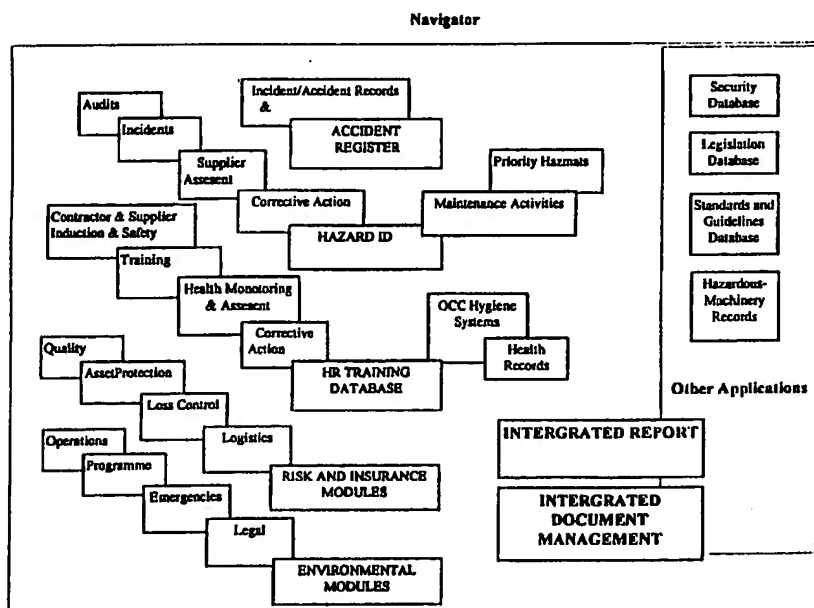 Navigator
Audits
Incidents
Supplier
Assesent
Corrective Action
HAZARD ID
Incident/Accident Records
&
ACCIDENT
REGISTER
Priority Hazmats
Maintenance Activities
Contractor & Supplier
Induction & Safety
Training
Health Monotoring
& Assesent
Corrective
Action
HR TRAINING
DATABASE
OCC Hygiene
Systems
Health
Records
Quality
AssetProtection
Loss Control
Logistics
RISK AND INSURANCE
MODULES
Operations
Programme
Emergencies
Legal
ENVIRONMENTAL
MODULES
Security
Database
Legislation
Database
Standards and
Guidelines
Database
Hazardous-
Machinery
Records
Other Applications
INTERGRATED REPORT
INTERGRATED
DOCUMENT
MANAGEMENT